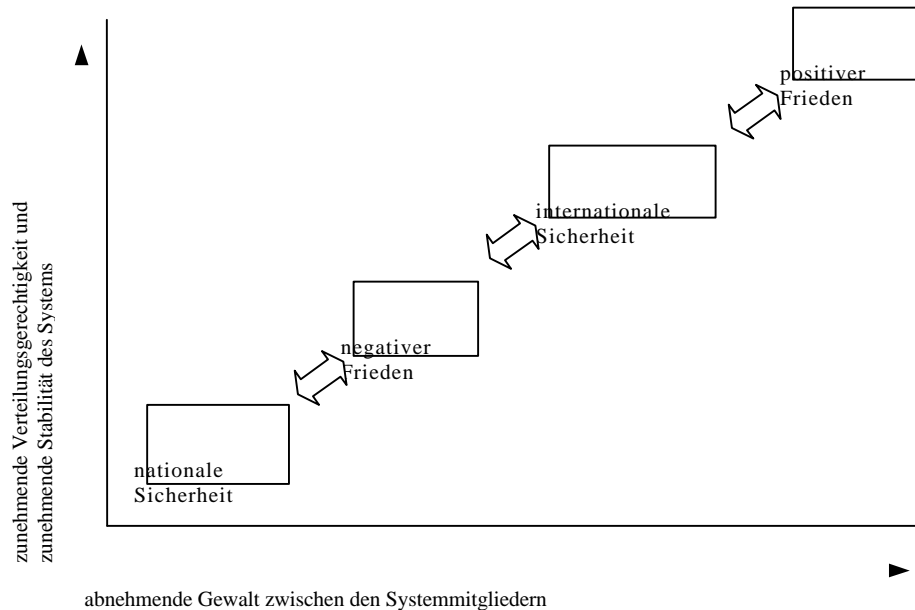 positiver
Frieden
internationale
Sicherheit
negativer
Frieden
nationale
Sicherheit
zunehmende Verteilungsgerechtigkeit und
zunehmende Stabilität des Systems
abnehmende Gewalt zwischen den Systemmitgliedern